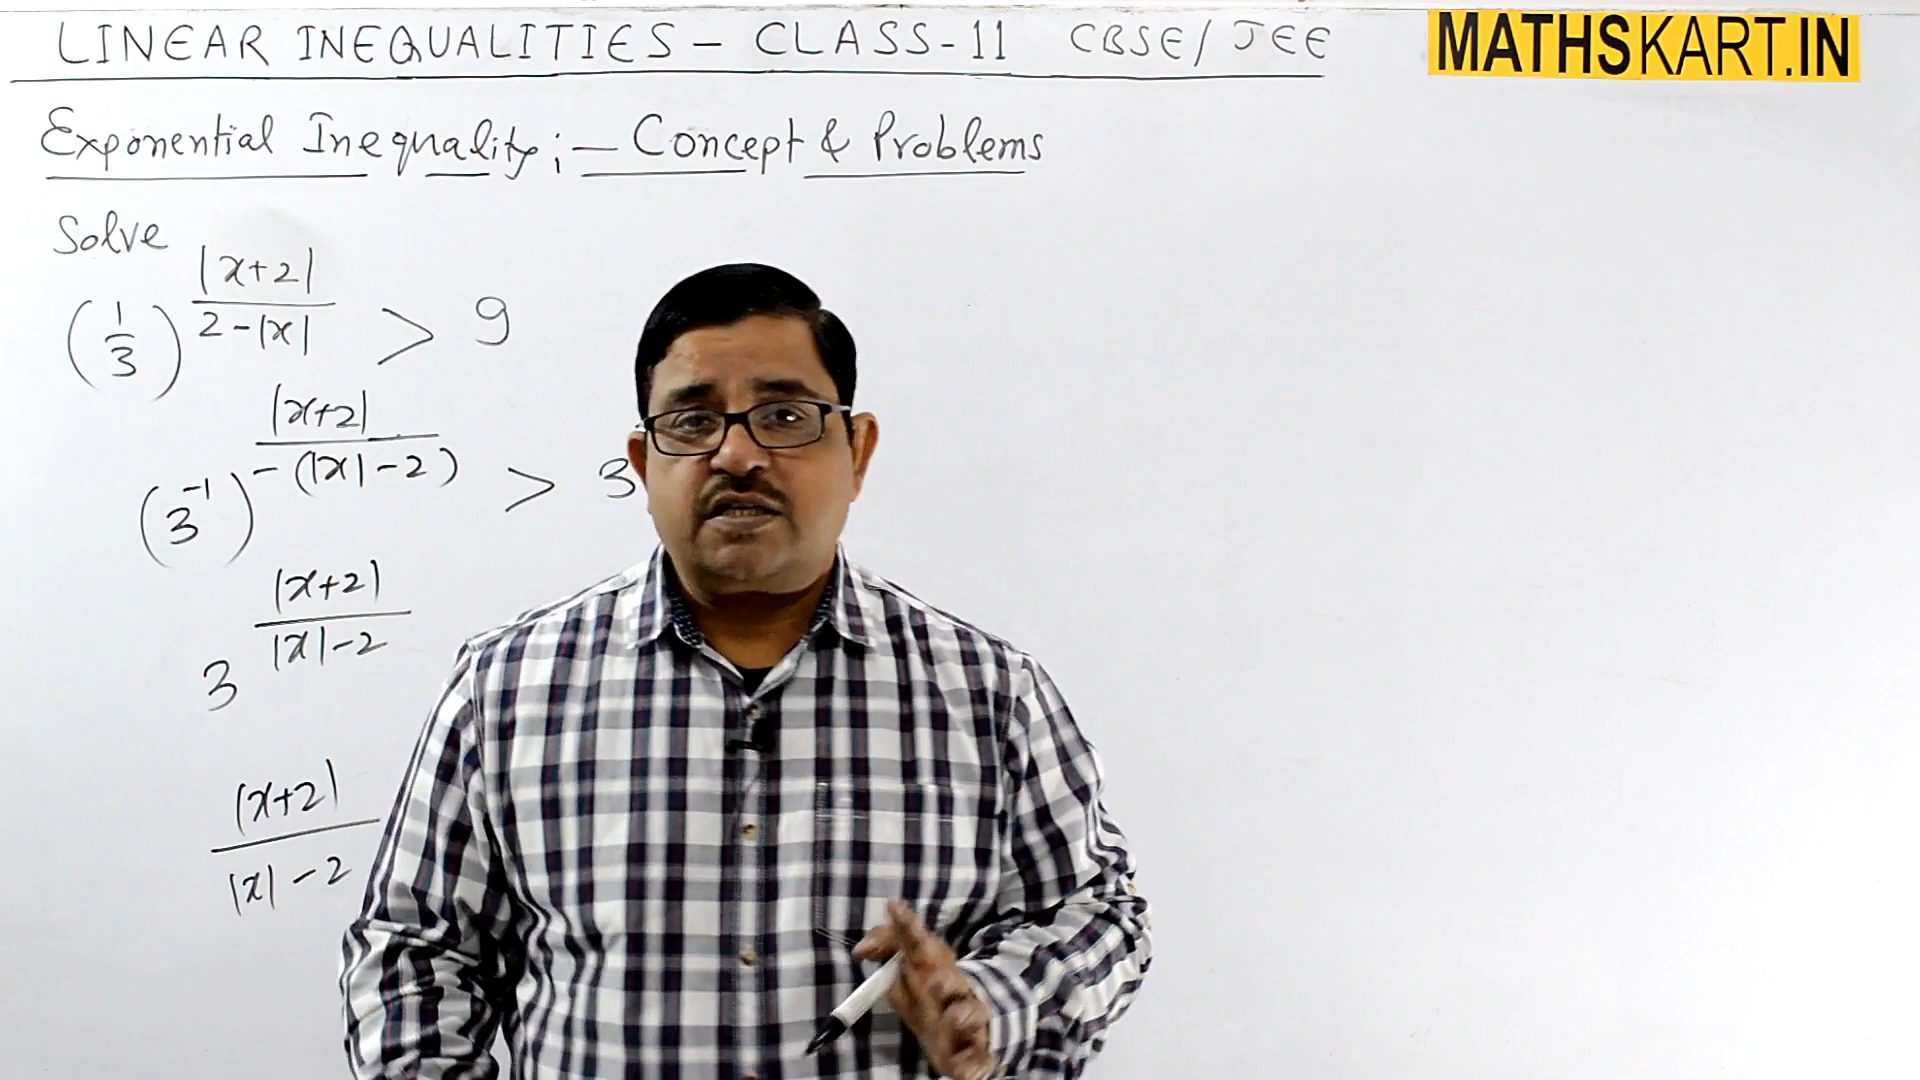 LINEAR INEQUALITIES - CLASS-11 CBSE/ JEE
MATHSKART.IN
Exponential Inequality ;- Concept & Problems
Solve
(1/3)^(|x+2|/(2-|x|)) > 9
(3^-1)^(|x+2|/-(|x|-2)) > 3
3^(|x+2|/(|x|-2))
|x+2|/(|x|-2)